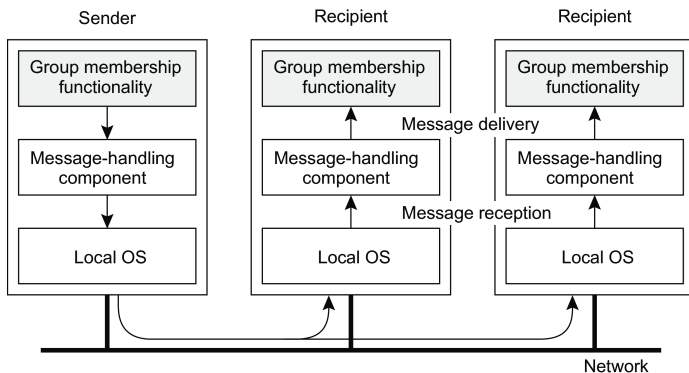 Sender
Recipient
Recipient
Group membership
functionality
Group membership
functionality
Group membership
functionality
Message delivery
Message-handling
component
Message-handling
component
Message-handling
component
Message reception
Local OS
Local OS
Local OS
Network